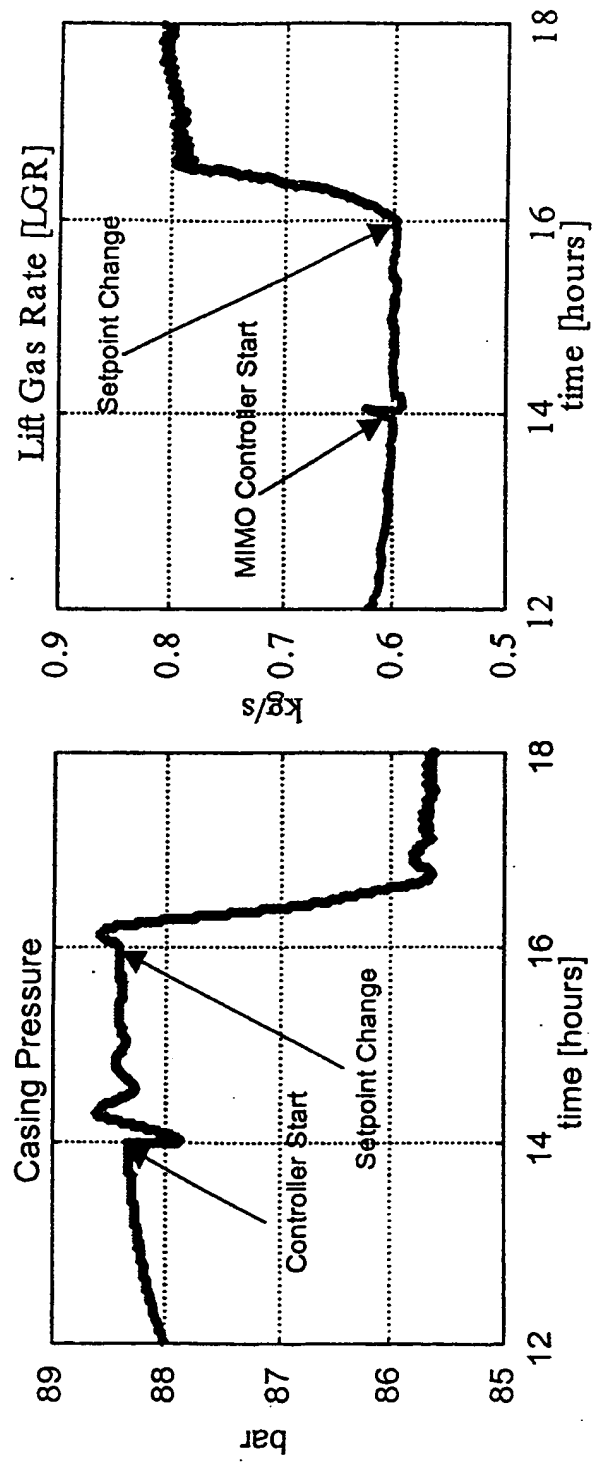 Casing Pressure
89
88
87
86
85
bar
Controller Start
Setpoint Change
12
14
16
18
time [hours]
Lift Gas Rate [LGR]
0.9
0.8
0.7
0.6
0.5
kg/s
Setpoint Change
MIMO Controller Start
12
14
16
18
time [hours]